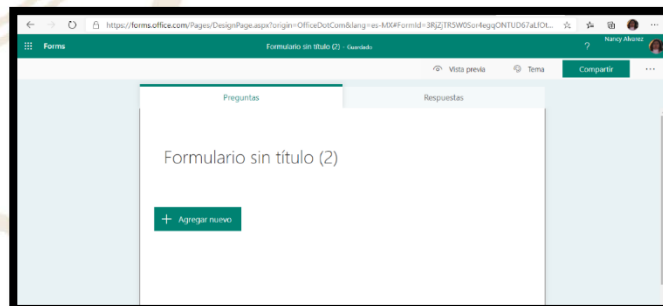 https://forms.office.com/Pages/DesignPage.aspx?origin=OfficeDotCom&lang=es-MX#FormId=
Forms
Formulario sin título (2) - Guardado
?
Nancy Alvarez
Vista previa
Tema
Compartir
...
Preguntas
Respuestas
Formulario sin título (2)
+ Agregar nuevo